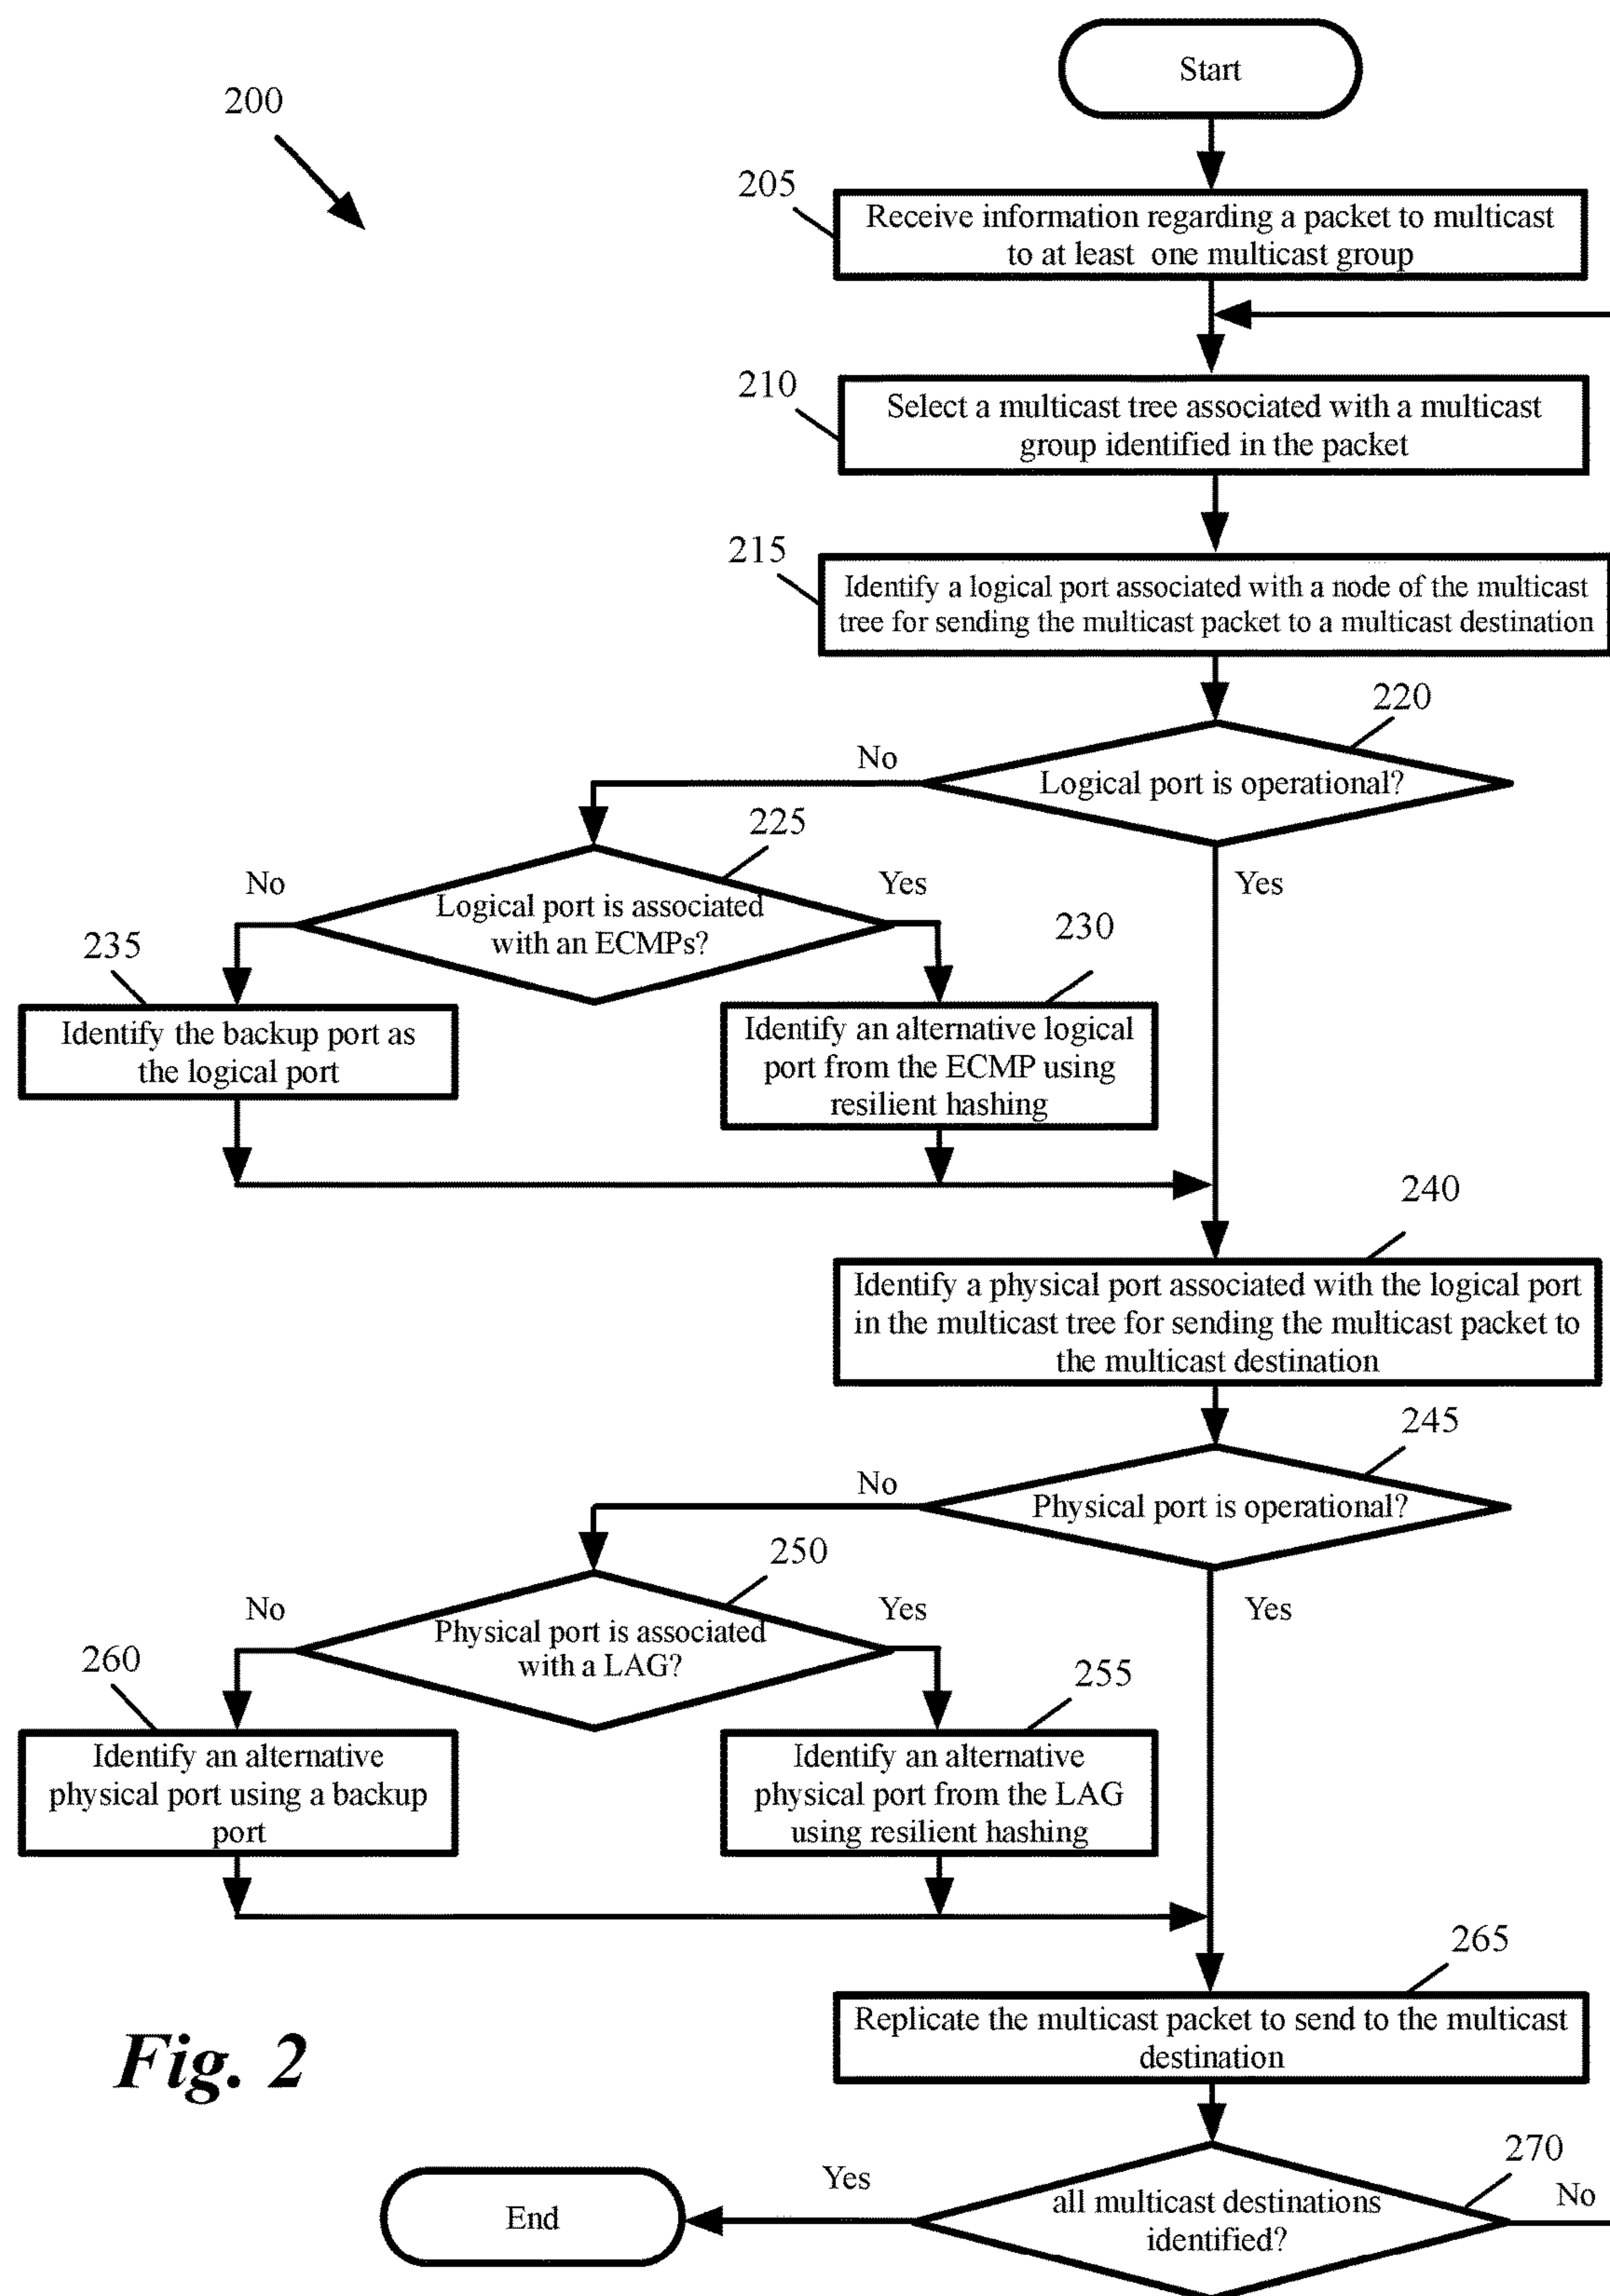 Start
200
205
Receive information regarding a packet to multicast
to at least one multicast group
210
Select a multicast tree associated with a multicast
group identified in the packet
215
Identify a logical port associated with a node of the multicast
tree for sending the multicast packet to a multicast destination
220
No
Logical port is operational?
225
No
Yes
Yes
Logical port is associated
with an ECMPs?
235
230
Identify the backup port as
the logical port
Identify an alternative logical
port from the ECMP using
resilient hashing
240
Identify a physical port associated with the logical port
in the multicast tree for sending the multicast packet to
the multicast destination
245
No
Physical port is operational?
250
No
Yes
Yes
Physical port is associated
with a LAG?
260
255
Identify an alternative
physical port using a backup
port
Identify an alternative
physical port from the LAG
using resilient hashing
265
Replicate the multicast packet to send to the multicast
destination
Fig. 2
270
Yes
No
all multicast destinations
identified?
End